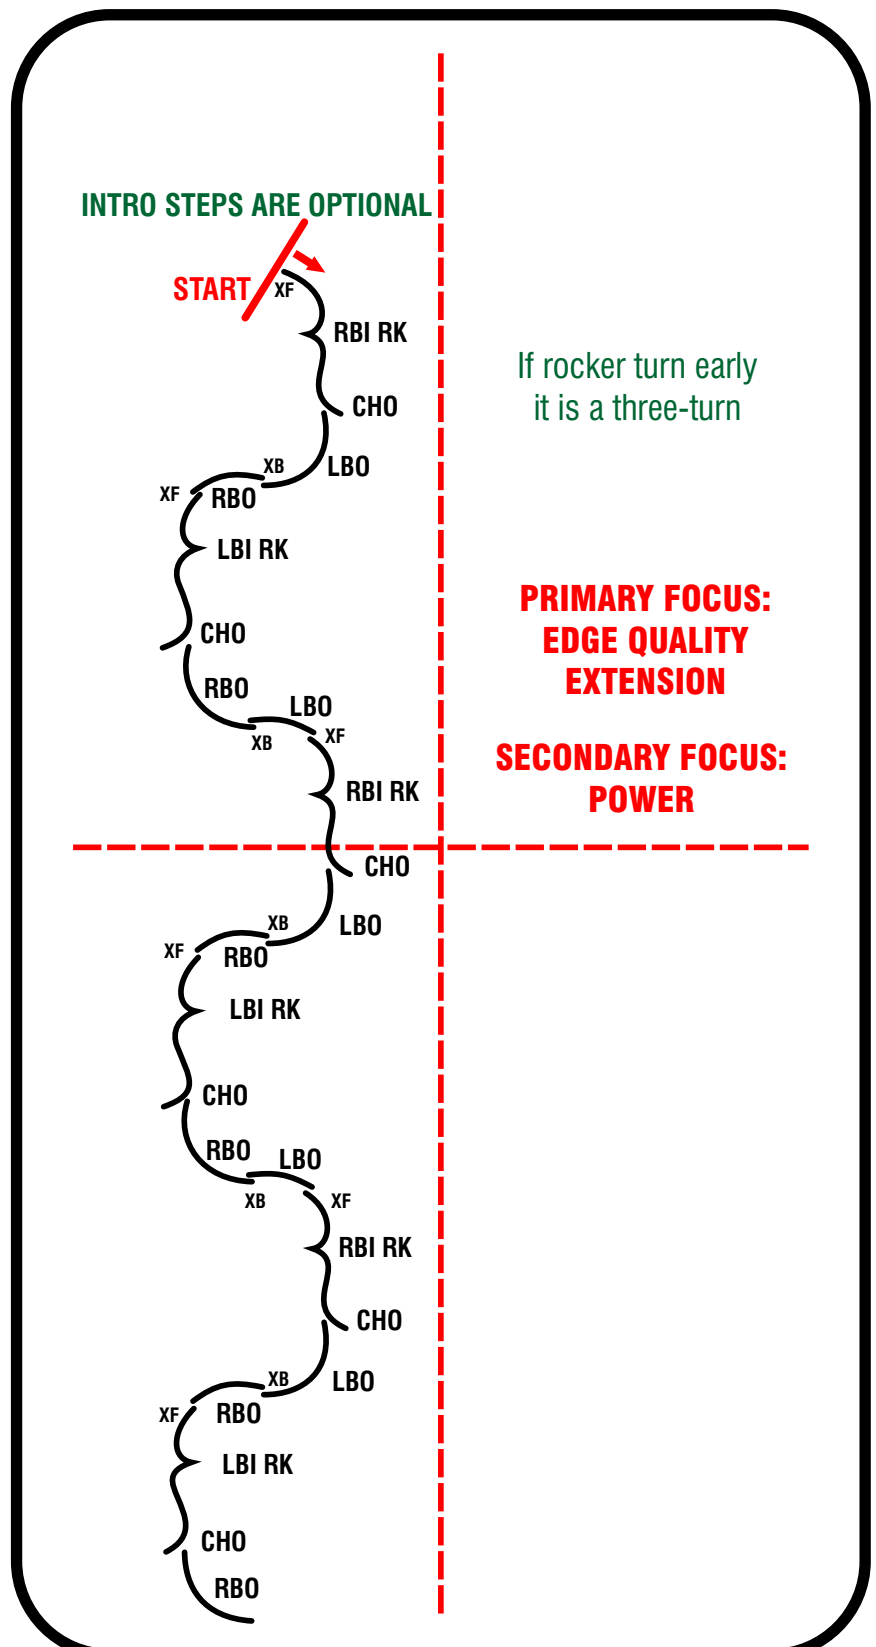 INTRO STEPS ARE OPTIONAL
START
XF
RBI RK
If rocker turn early
it is a three-turn
CHO
XB
LBO
XF
RBO
LBI RK
PRIMARY FOCUS:
EDGE QUALITY
EXTENSION
CHO
RBO
LBO
XB
XF
SECONDARY FOCUS:
POWER
RBI RK
CHO
XB
LBO
XF
RBO
LBI RK
CHO
RBO
LBO
XB
XF
RBI RK
CHO
XB
LBO
XF
RBO
LBI RK
CHO
RBO